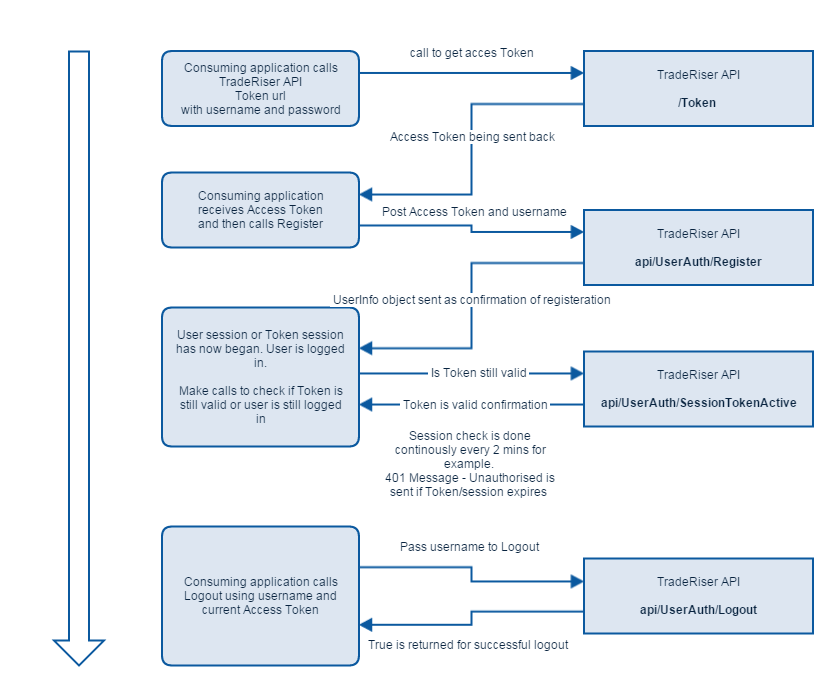 call to get acces Token
Consuming application calls
TradeRiser API
Token url
with username and password
TradeRiser API
/Token
Access Token being sent back
Consuming application
receives Access Token
and then calls Register
Post Access Token and username
TradeRiser API
api/UserAuth/Register
UserInfo object sent as confirmation of registeration
User session or Token session
has now began. User is logged
in.
Make calls to check if Token is
still valid or user is still logged
in
Is Token still valid
Token is valid confirmation
TradeRiser API
api/UserAuth/SessionTokenActive
Session check is done
continously every 2 mins for
example.
401 Message - Unauthorised is
sent if Token/session expires
Pass username to Logout
Consuming application calls
Logout using username and
current Access Token
TradeRiser API
api/UserAuth/Logout
True is returned for successful logout